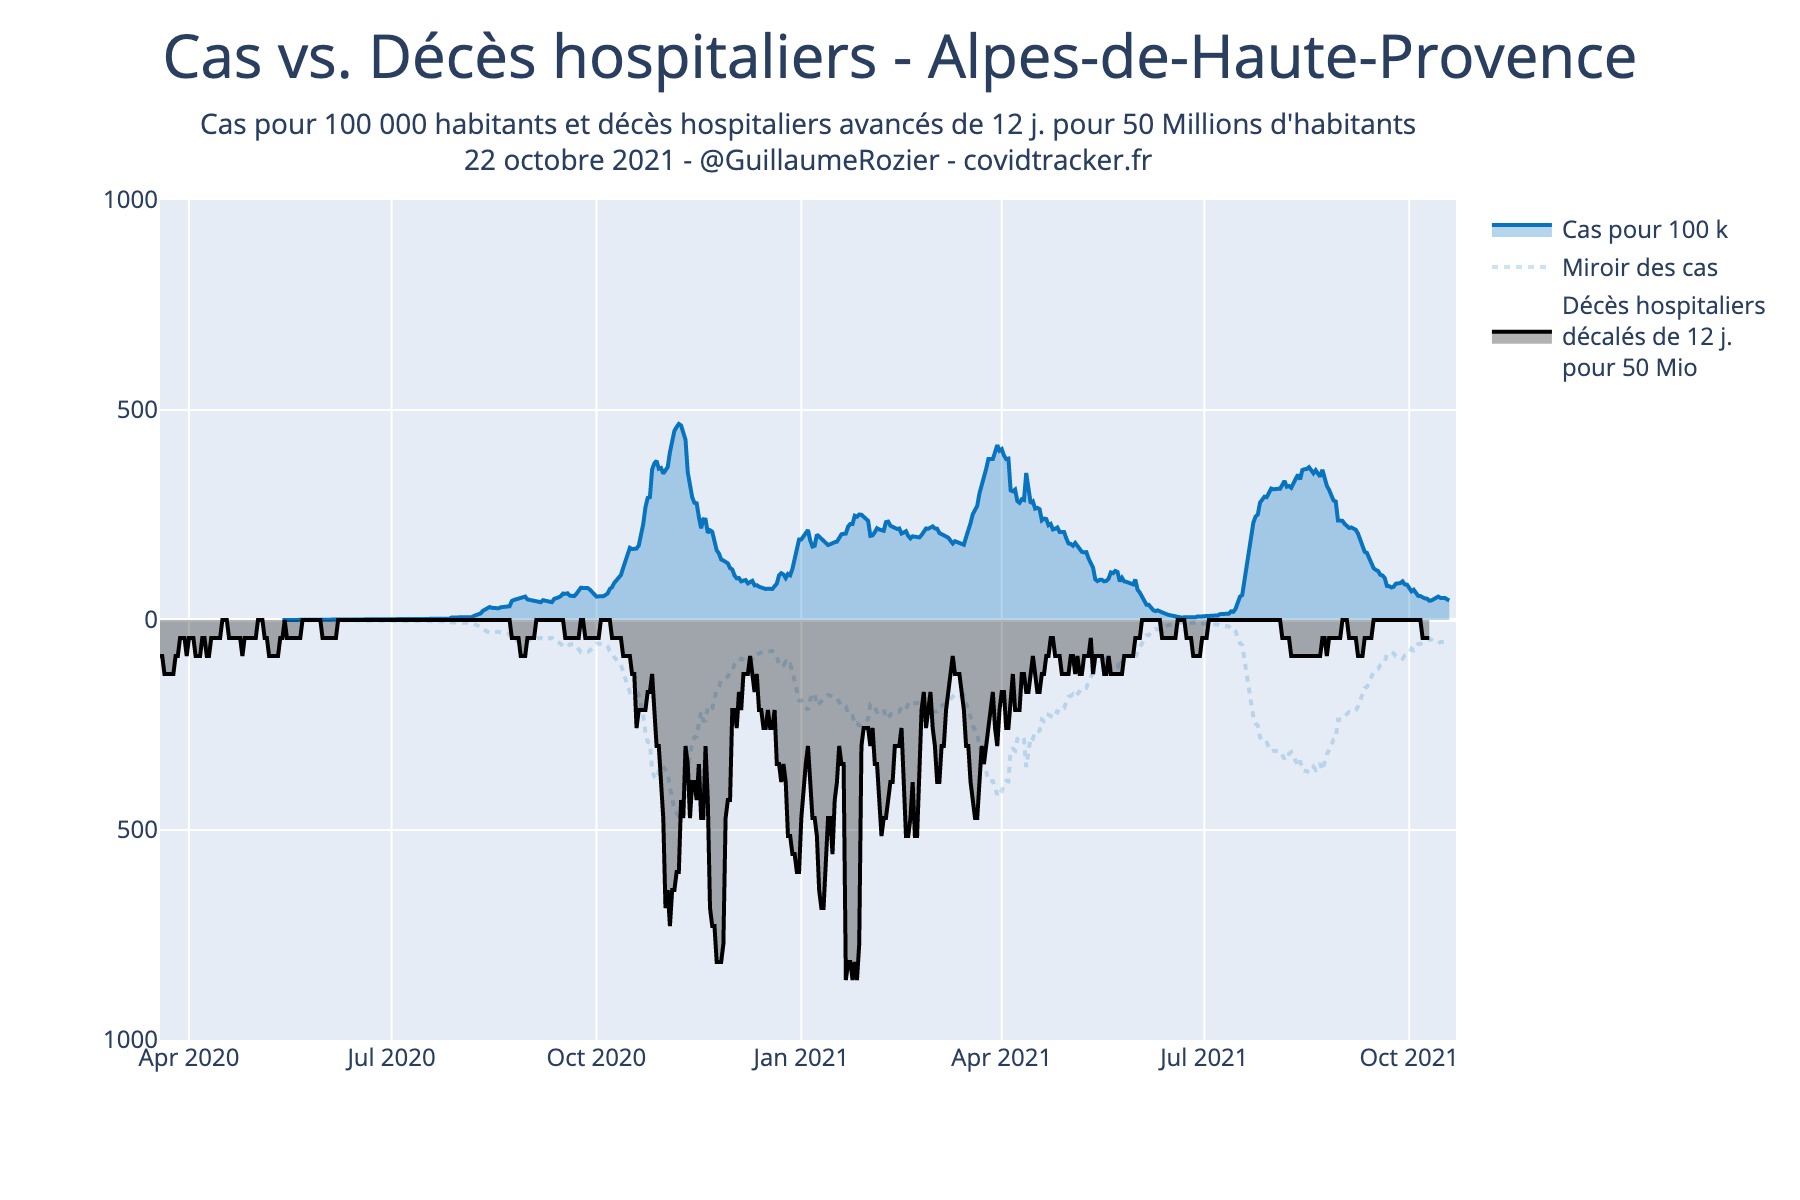 Cas vs. Décès hospitaliers - Alpes-de-Haute-Provence
Cas pour 100 000 habitants et décès hospitaliers avancés de 12 j. pour 50 Millions d'habitants
22 octobre 2021 - @GuillaumeRozier - covidtracker.fr
1000
500
0
500
1000
Apr 2020
Jul 2020
Oct 2020
Jan 2021
Apr 2021
Jul 2021
Oct 2021
Cas pour 100 k
Miroir des cas
Décès hospitaliers
décalés de 12 j.
pour 50 Mio